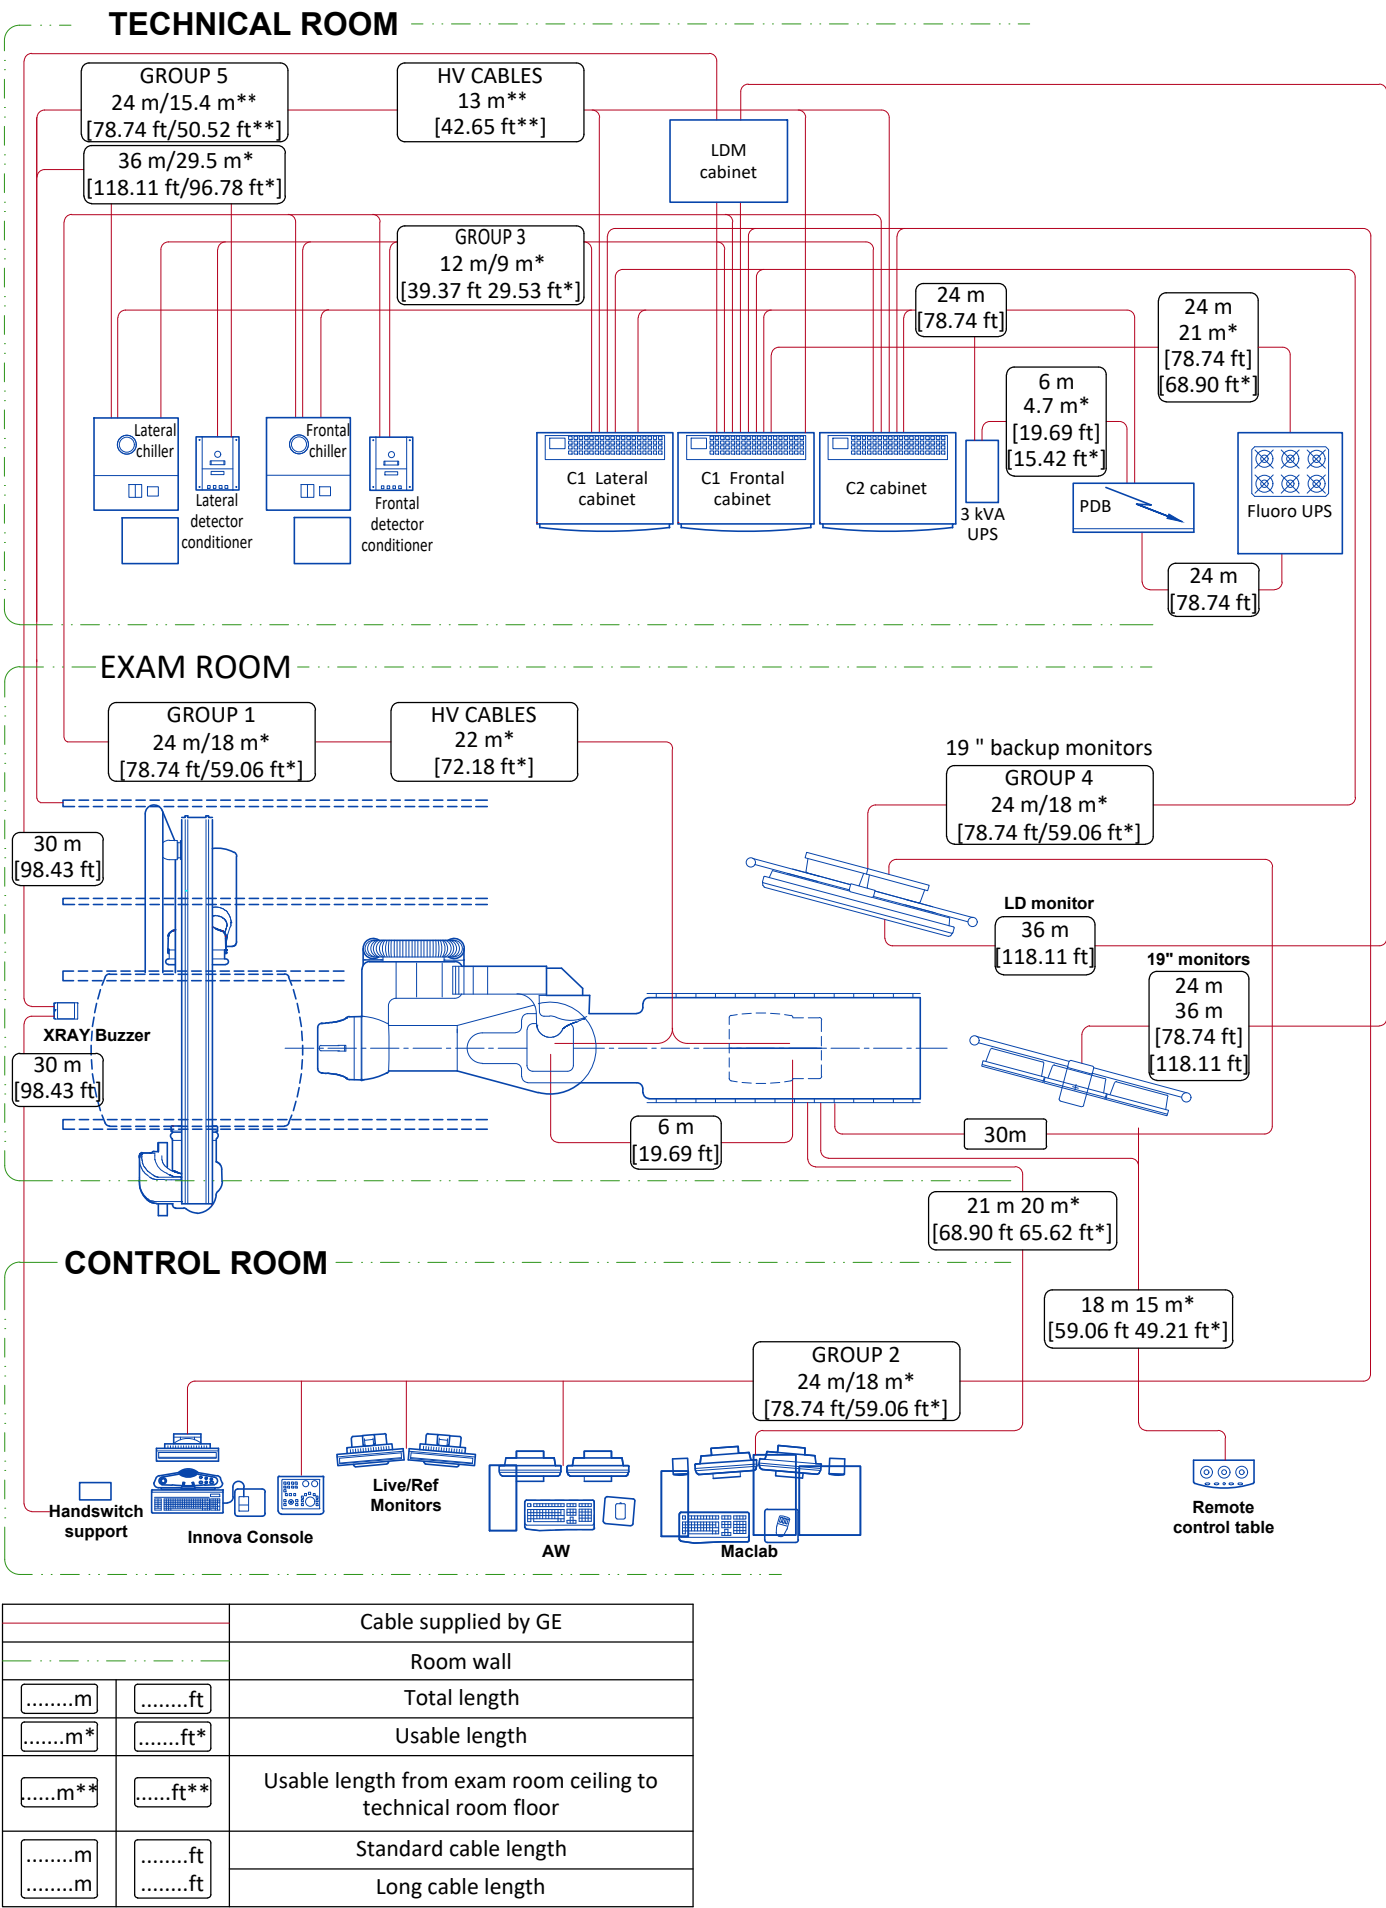 TECHNICAL ROOM
GROUP 5
24 m/15.4 m**
[78.74 ft/50.52 ft**]
HV CABLES
13 m**
[42.65 ft**]
36 m/29.5 m*
[118.11 ft/96.78 ft*]
LDM
cabinet
GROUP 3
12 m/9 m*
[39.37 ft 29.53 ft*]
24 m
[78.74 ft]
24 m
21 m*
[78.74 ft]
[68.90 ft*]
6 m
4.7 m*
[19.69 ft]
[15.42 ft*]
Lateral
chiller
Lateral
detector
conditioner
Frontal
chiller
Frontal
detector
conditioner
C1 Lateral
cabinet
C1 Frontal
cabinet
C2 cabinet
3 kVA
UPS
PDB
Fluoro UPS
24 m
[78.74 ft]
EXAM ROOM
GROUP 1
24 m/18 m*
[78.74 ft/59.06 ft*]
HV CABLES
22 m*
[72.18 ft*]
19 " backup monitors
GROUP 4
24 m/18 m*
[78.74 ft/59.06 ft*]
30 m
[98.43 ft]
LD monitor
36 m
[118.11 ft]
19" monitors
24 m
36 m
[78.74 ft]
[118.11 ft]
XRAY Buzzer
30 m
[98.43 ft]
6 m
[19.69 ft]
30m
21 m 20 m*
[68.90 ft 65.62 ft*]
CONTROL ROOM
18 m 15 m*
[59.06 ft 49.21 ft*]
GROUP 2
24 m/18 m*
[78.74 ft/59.06 ft*]
Handswitch
support
Innova Console
Live/Ref
Monitors
AW
Maclab
Remote
control table
Cable supplied by GE
Room wall
........m ........ft Total length
.......m* .......ft* Usable length
......m** ......ft** Usable length from exam room ceiling to
technical room floor
........m ........ft Standard cable length
........m ........ft Long cable length